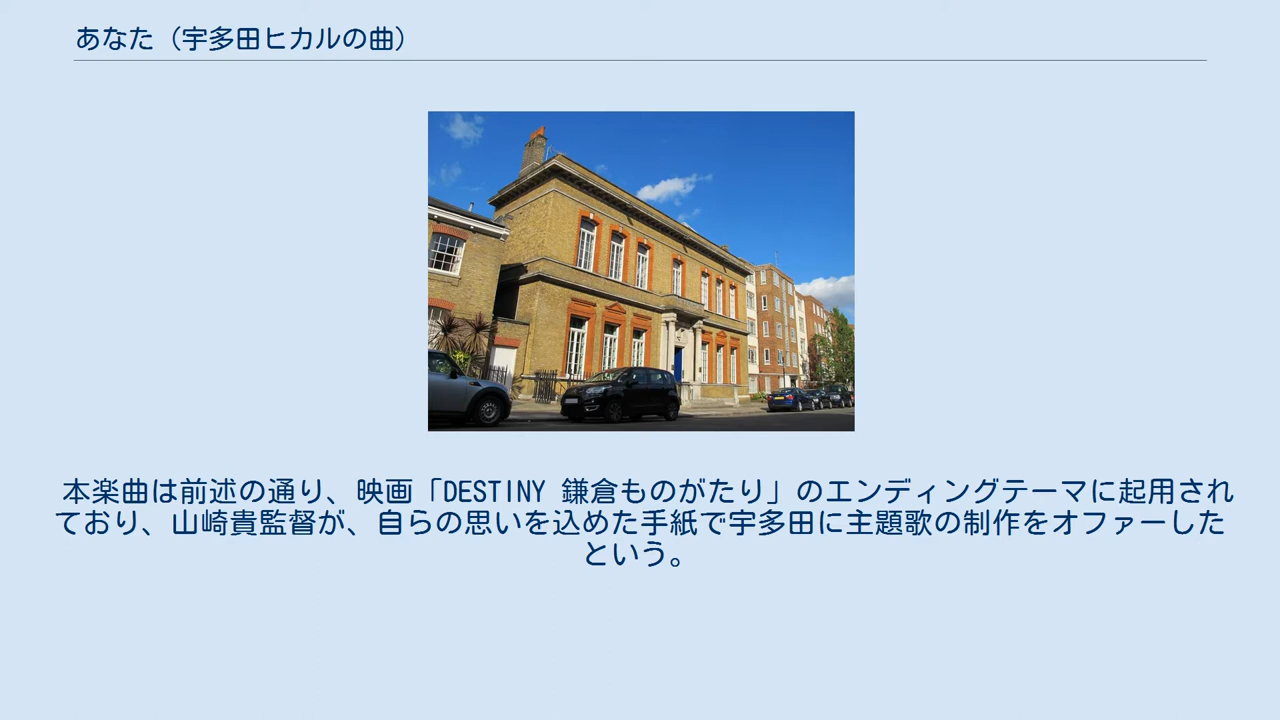 あなた（宇多田ヒカルの曲）
本楽曲は前述の通り、映画「DESTINY 鎌倉ものがたり」のエンディングテーマに起用され
ており、山崎貴監督が、自らの思いを込めた手紙で宇多田に主題歌の制作をオファーした
という。